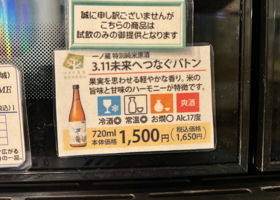 誠に申し訳ございませんが
こちらの商品は
試飲のみの御提供となります
一ノ蔵 特別純米原酒
3.11未来へつなぐバトン
果実を思わせる軽やかな香り、米の
旨味と甘味のハーモニーが特徴です。
爽酒
冷酒◎ 常温○ お燗○ Alc.17度
720ml
本体価格 1,500円 (税込価格 1,650円)